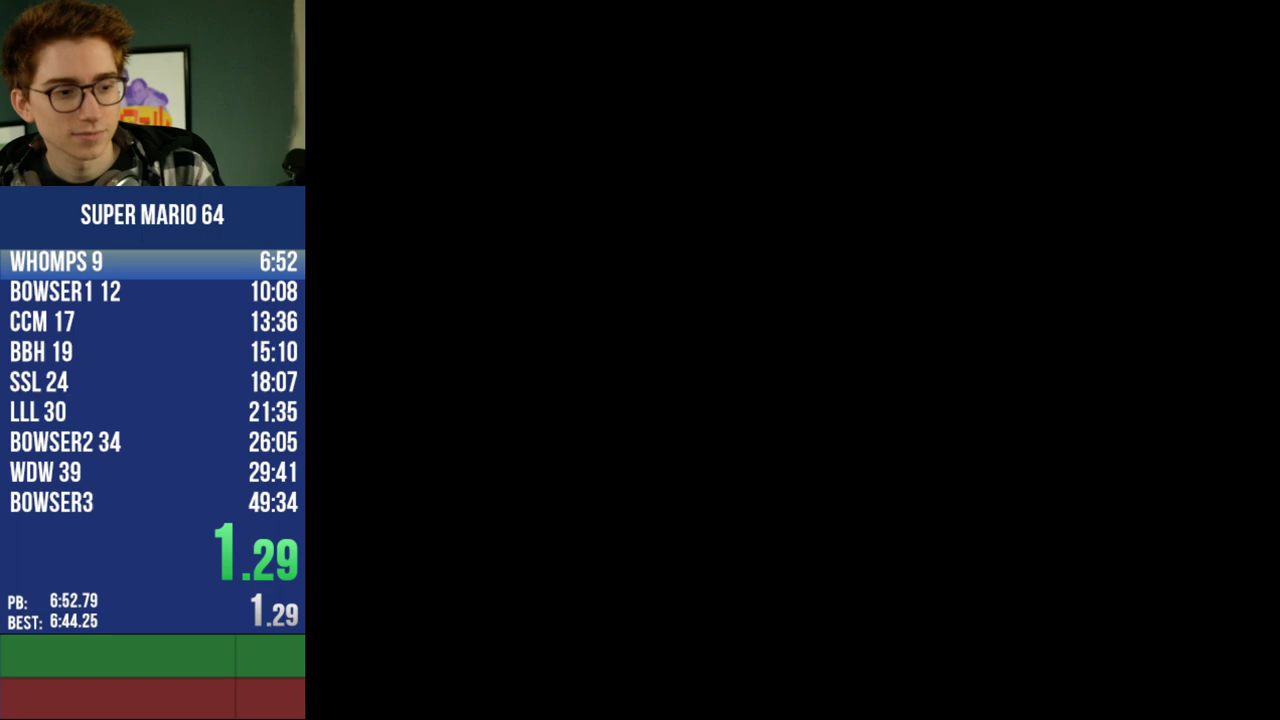 SUPER MARIO 64
WHOMPS 9 6:52
BOWSER1 12 10:08
CCM 17 13:36
BBH 19 15:10
SSL 24 18:07
LLL 30 21:35
BOWSER2 34 26:05
WDW 39 29:41
BOWSER3 49:34
1.29
PB: 6:52.79
BEST: 6:44.25
1.29